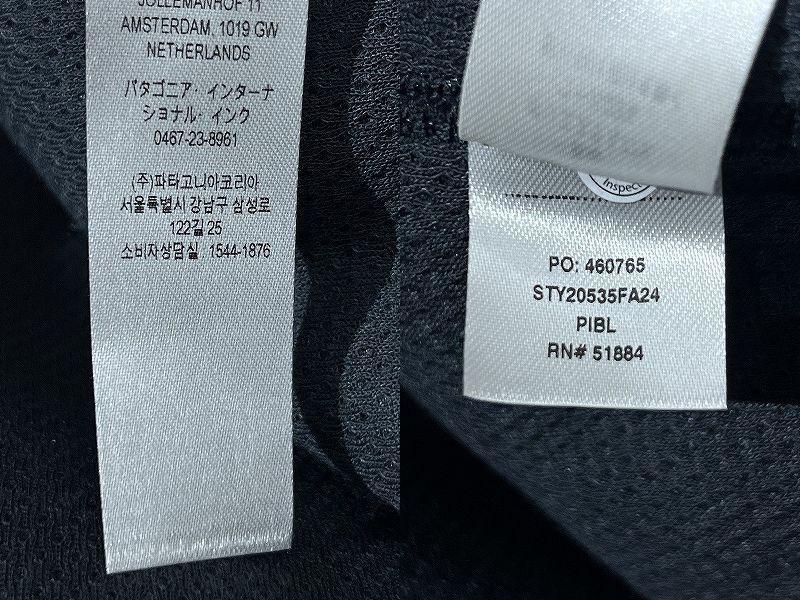 JOLLEMANHOF 11
AMSTERDAM, 1019 GW
NETHERLANDS
パタゴニア・インターナ
ショナル・インク
0467-23-8961
(주)파타고니아코리아
서울특별시 강남구 삼성로
122길 25
소비자상담실 1544-1876
Inspect
PO: 460765
STY20535FA24
PIBL
RN# 51884